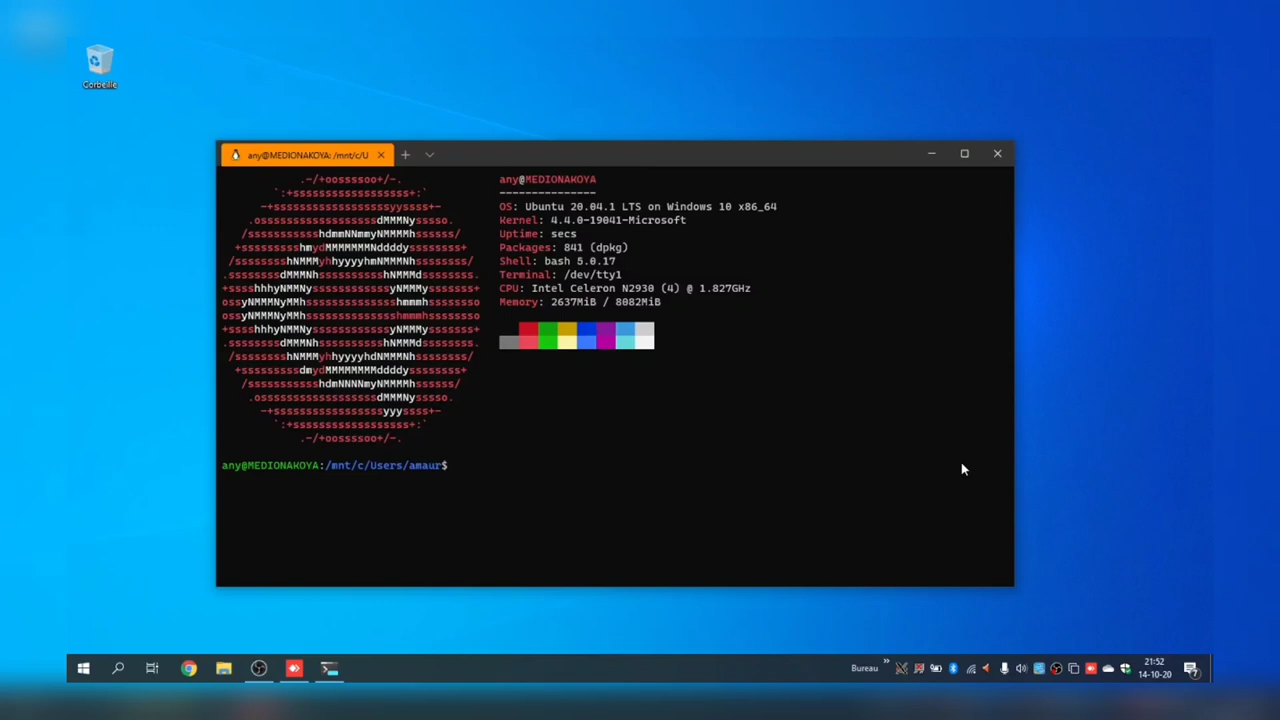 Corbeille
any@MEDIONAKOYA: /mnt/c/U
any@MEDIONAKOYA
---------------
OS: Ubuntu 20.04.1 LTS on Windows 10 x86_64
Kernel: 4.4.0-19041-Microsoft
Uptime: secs
Packages: 841 (dpkg)
Shell: bash 5.0.17
Terminal: /dev/tty1
CPU: Intel Celeron N2930 (4) @ 1.827GHz
Memory: 2637MiB / 8082MiB
any@MEDIONAKOYA:/mnt/c/Users/amaur$
Bureau
21:52
14-10-20